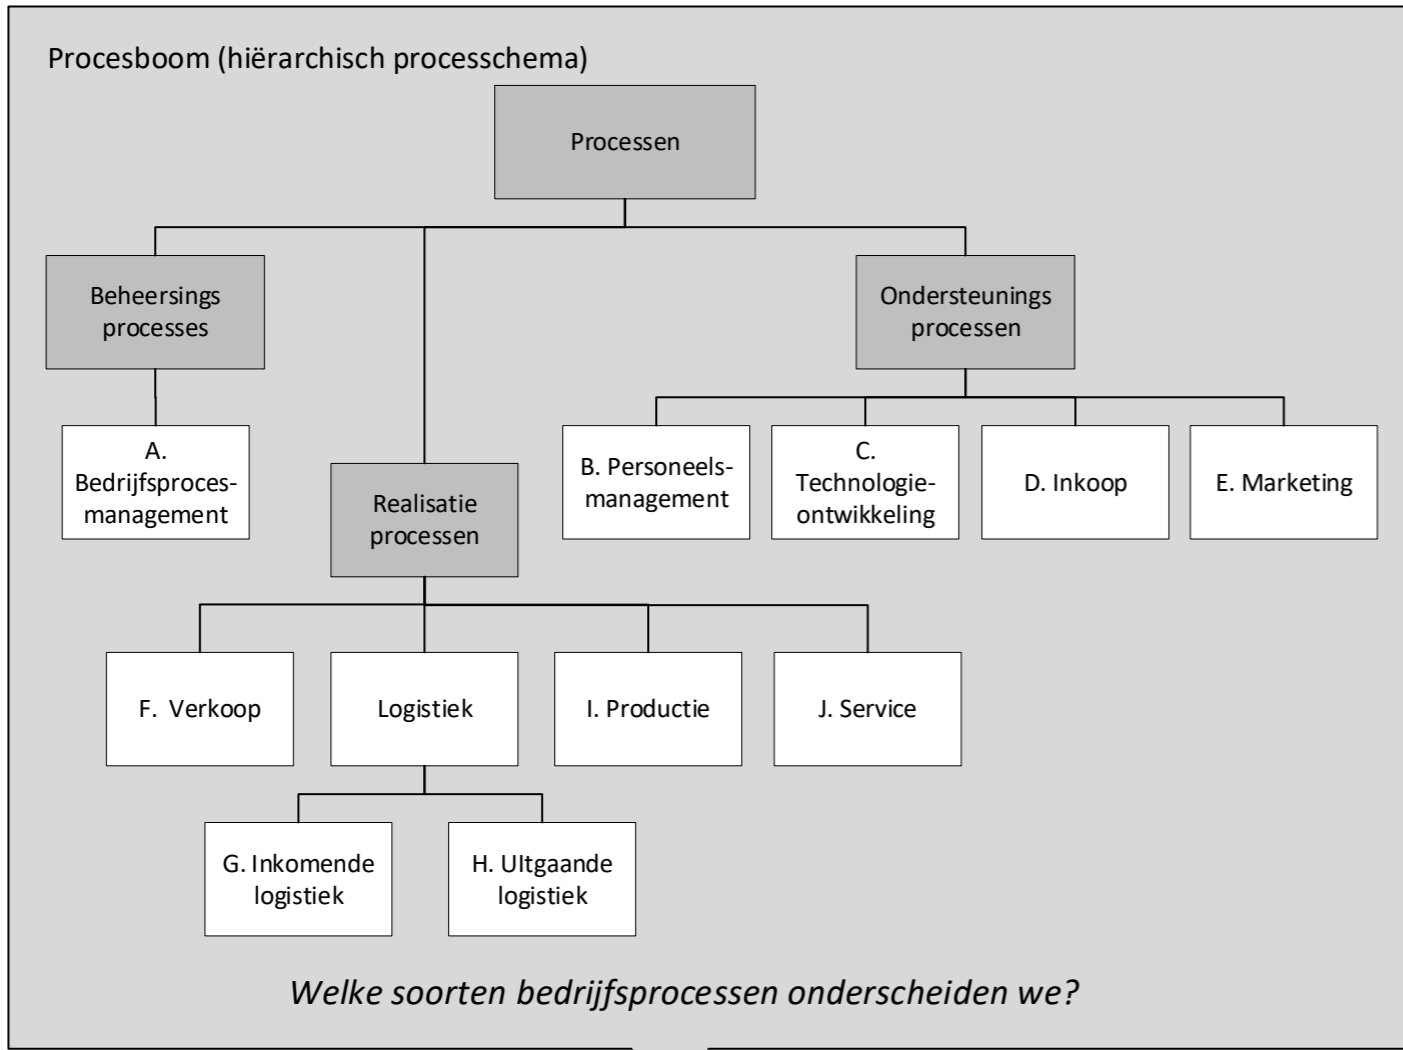 Procesboom (hiërarchisch processchema)
Processen
Beheersings
processes
Ondersteunings
processen
A.
Bedrijfsproces-
management
Realisatie
processen
B. Personeels-
management
C.
Technologie-
ontwikkeling
D. Inkoop
E. Marketing
F. Verkoop
Logistiek
I. Productie
J. Service
G. Inkomende
logistiek
H. UItgaande
logistiek
Welke soorten bedrijfsprocessen onderscheiden we?